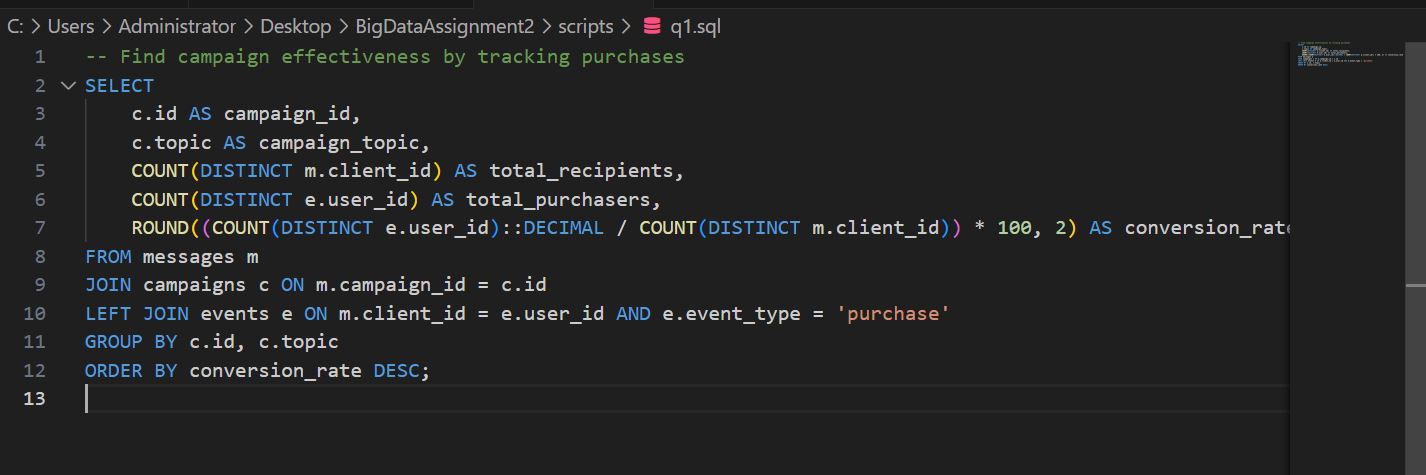 C: > Users > Administrator > Desktop > BigDataAssignment2 > scripts > q1.sql
1 -- Find campaign effectiveness by tracking purchases
2 SELECT
3 c.id AS campaign_id,
4 c.topic AS campaign_topic,
5 COUNT(DISTINCT m.client_id) AS total_recipients,
6 COUNT(DISTINCT e.user_id) AS total_purchasers,
7 ROUND((COUNT(DISTINCT e.user_id)::DECIMAL / COUNT(DISTINCT m.client_id)) * 100, 2) AS conversion_rate
8 FROM messages m
9 JOIN campaigns c ON m.campaign_id = c.id
10 LEFT JOIN events e ON m.client_id = e.user_id AND e.event_type = 'purchase'
11 GROUP BY c.id, c.topic
12 ORDER BY conversion_rate DESC;
13